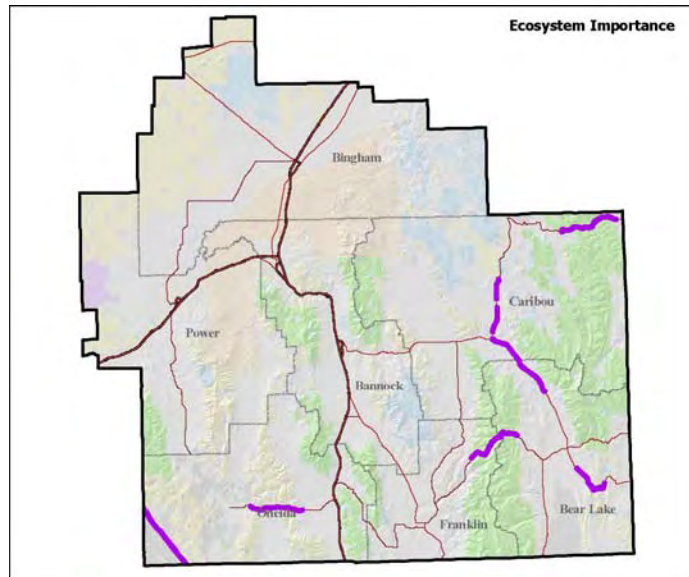 Ecosystem Importance
Bingham
Caribou
Power
Bannock
Oneida
Franklin
Bear Lake